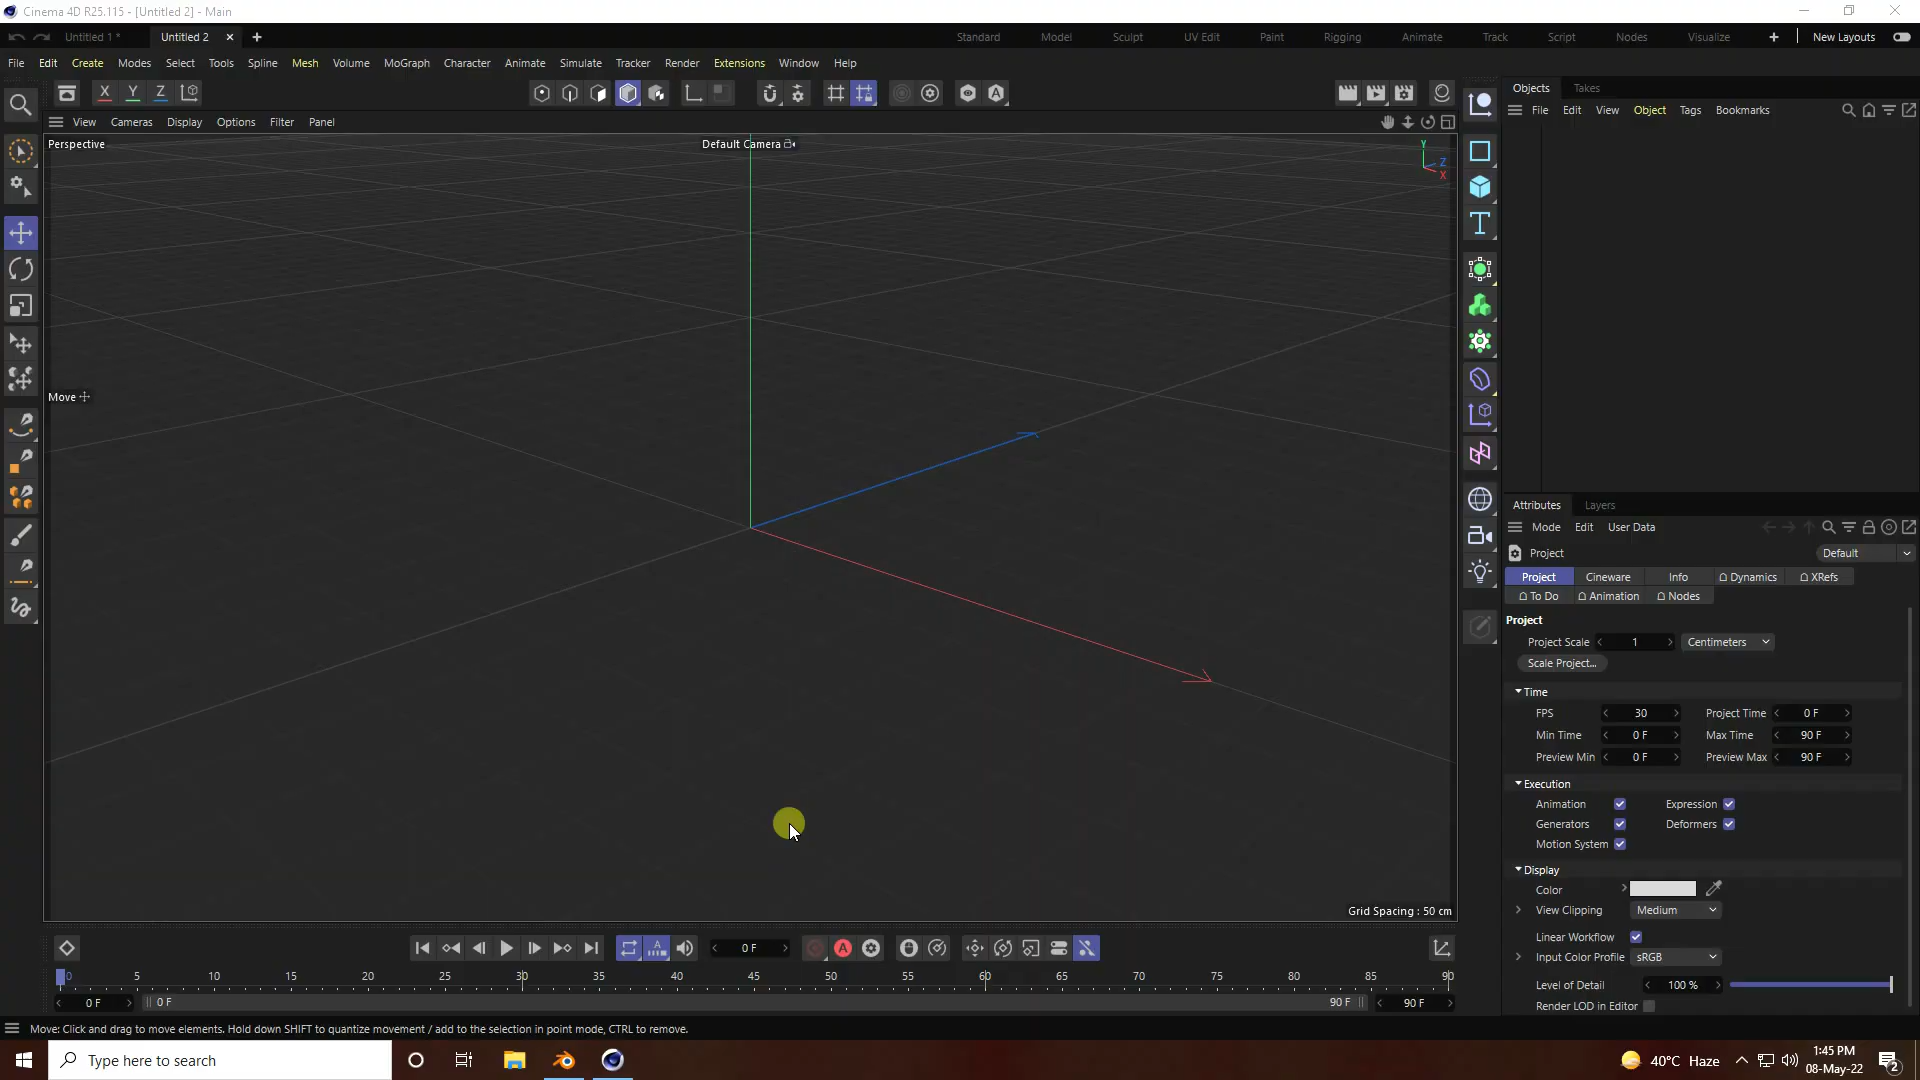 Cinema 4D R25.115 - [Untitled 2] - Main
Untitled 1 * Untitled 2 Standard Model Sculpt UV Edit Paint Rigging Animate Track Script Nodes Visualize New Layouts
File Edit Create Modes Select Tools Spline Mesh Volume MoGraph Character Animate Simulate Tracker Render Extensions Window Help
X Y Z
Objects Takes
File Edit View Object Tags Bookmarks
View Cameras Display Options Filter Panel
Perspective Default Camera
Y
Z
X
Move
Grid Spacing : 50 cm
Attributes Layers
Mode Edit User Data
Project Default
Project Cineware Info Dynamics XRefs
To Do Animation Nodes
Project
Project Scale 1 Centimeters
Scale Project...
Time
FPS 30 Project Time 0 F
Min Time 0 F Max Time 90 F
Preview Min 0 F Preview Max 90 F
Execution
Animation Expression
Generators Deformers
Motion System
Display
Color
View Clipping Medium
Linear Workflow
Input Color Profile sRGB
Level of Detail 100 %
Render LOD in Editor
0 F
0 5 10 15 20 25 30 35 40 45 50 55 60 65 70 75 80 85 90
0 F 0 F 90 F 90 F
Move: Click and drag to move elements. Hold down SHIFT to quantize movement / add to the selection in point mode, CTRL to remove.
Type here to search
40°C Haze
1:45 PM
08-May-22
2